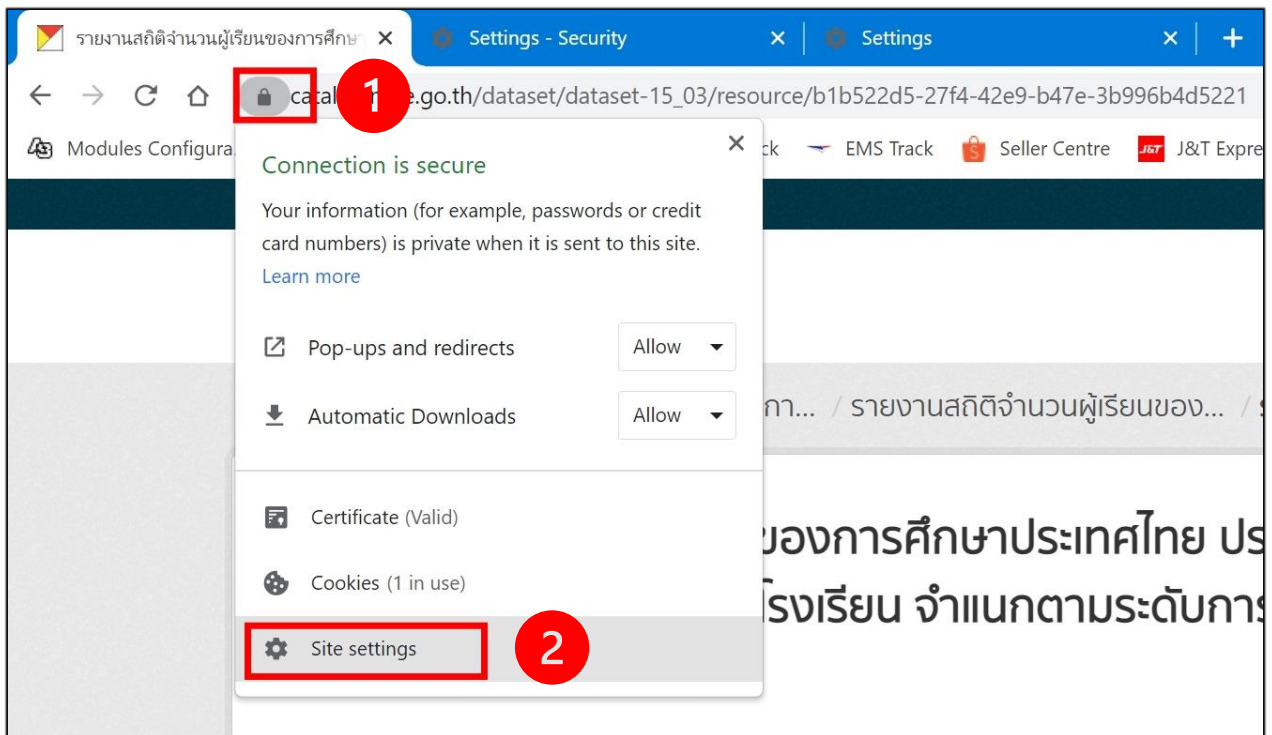 รายงานสถิติจำนวนผู้เรียนของการศึกษา
Settings - Security
Settings
1
.go.th/dataset/dataset-15_03/resource/b1b522d5-27f4-42e9-b47e-3b996b4d5221
Modules Configura
ck
EMS Track
Seller Centre
J&T Expre
Connection is secure
Your information (for example, passwords or credit
card numbers) is private when it is sent to this site.
Learn more
Pop-ups and redirects
Allow
Automatic Downloads
Allow
กา... / รายงานสถิติจำนวนผู้เรียนของ... /
Certificate (Valid)
ของการศึกษาประเทศไทย ปร
Cookies (1 in use)
โรงเรียน จำแนกตามระดับการ
Site settings
2